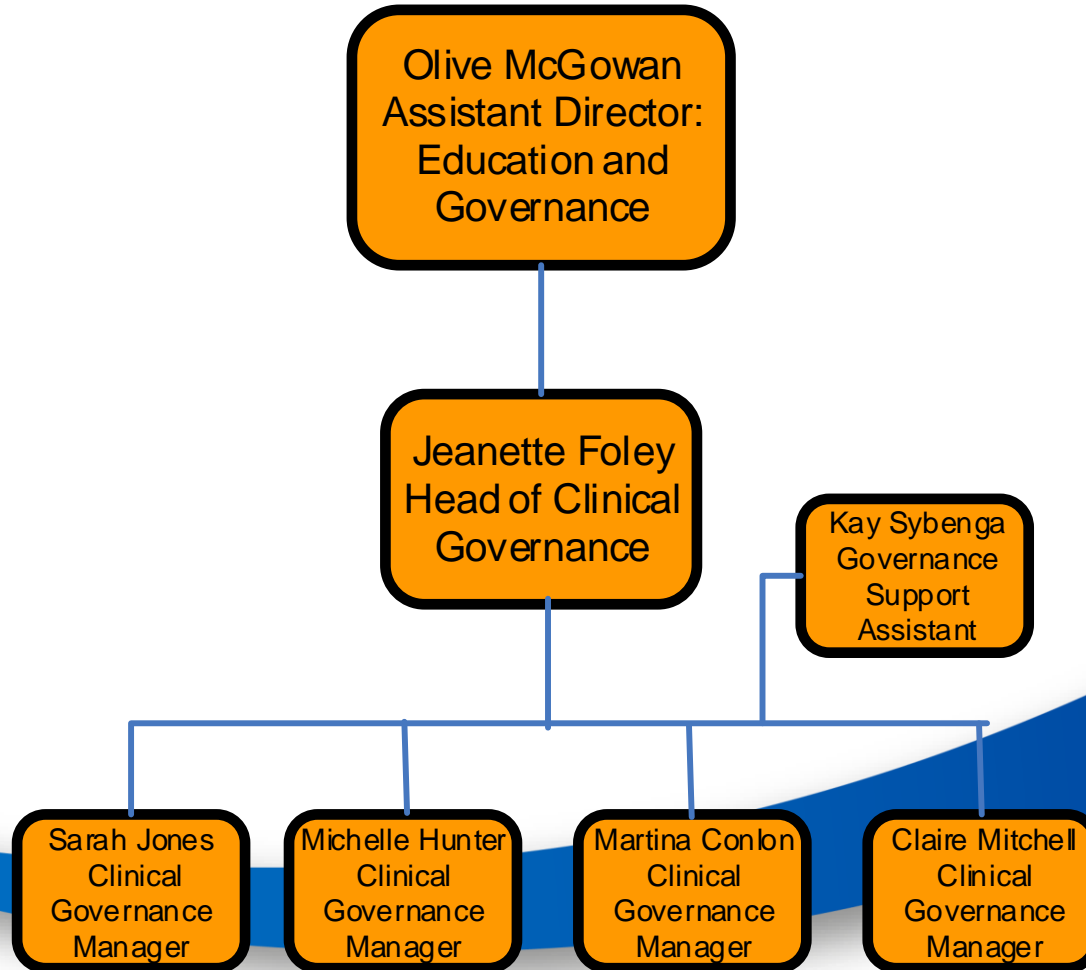 Olive McGowan
Assistant Director:
Education and
Governance
Jeanette Foley
Head of Clinical
Governance
Kay Sybenga
Governance
Support
Assistant
Sarah Jones
Clinical
Governance
Manager
Michelle Hunter
Clinical
Governance
Manager
Martina Conlon
Clinical
Governance
Manager
Claire Mitchell
Clinical
Governance
Manager